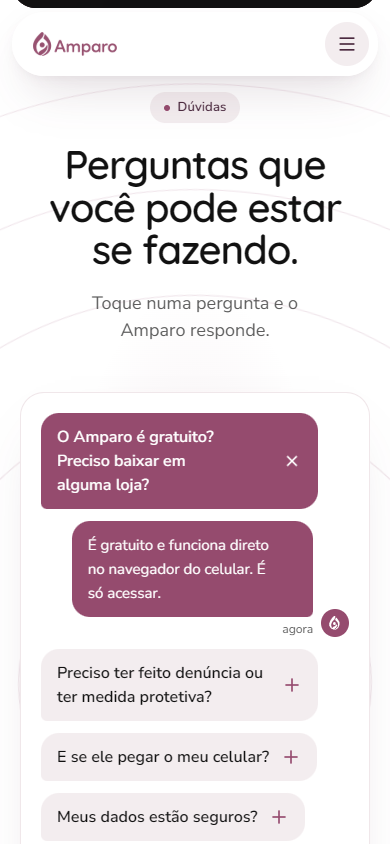 Amparo
Dúvidas
Perguntas que
você pode estar
se fazendo.
Toque numa pergunta e o
Amparo responde.
O Amparo é gratuito?
Preciso baixar em
alguma loja?
É gratuito e funciona direto
no navegador do celular. É
só acessar.
agora
Preciso ter feito denúncia ou
ter medida protetiva?
E se ele pegar o meu celular?
Meus dados estão seguros?